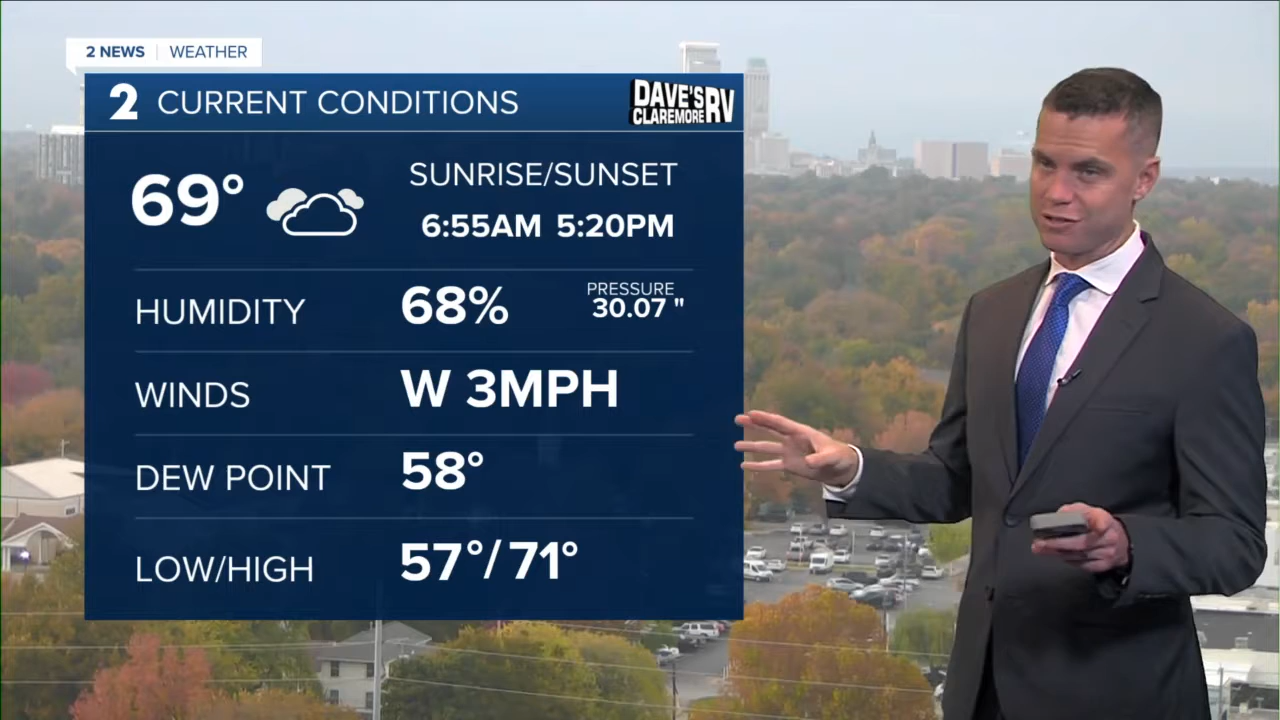 2 NEWS | WEATHER
2 CURRENT CONDITIONS
DAVE'S
CLAREMORE RV
69°
SUNRISE/SUNSET
6:55AM 5:20PM
HUMIDITY 68%
PRESSURE
30.07 "
WINDS W 3MPH
DEW POINT 58°
LOW/HIGH 57°/71°